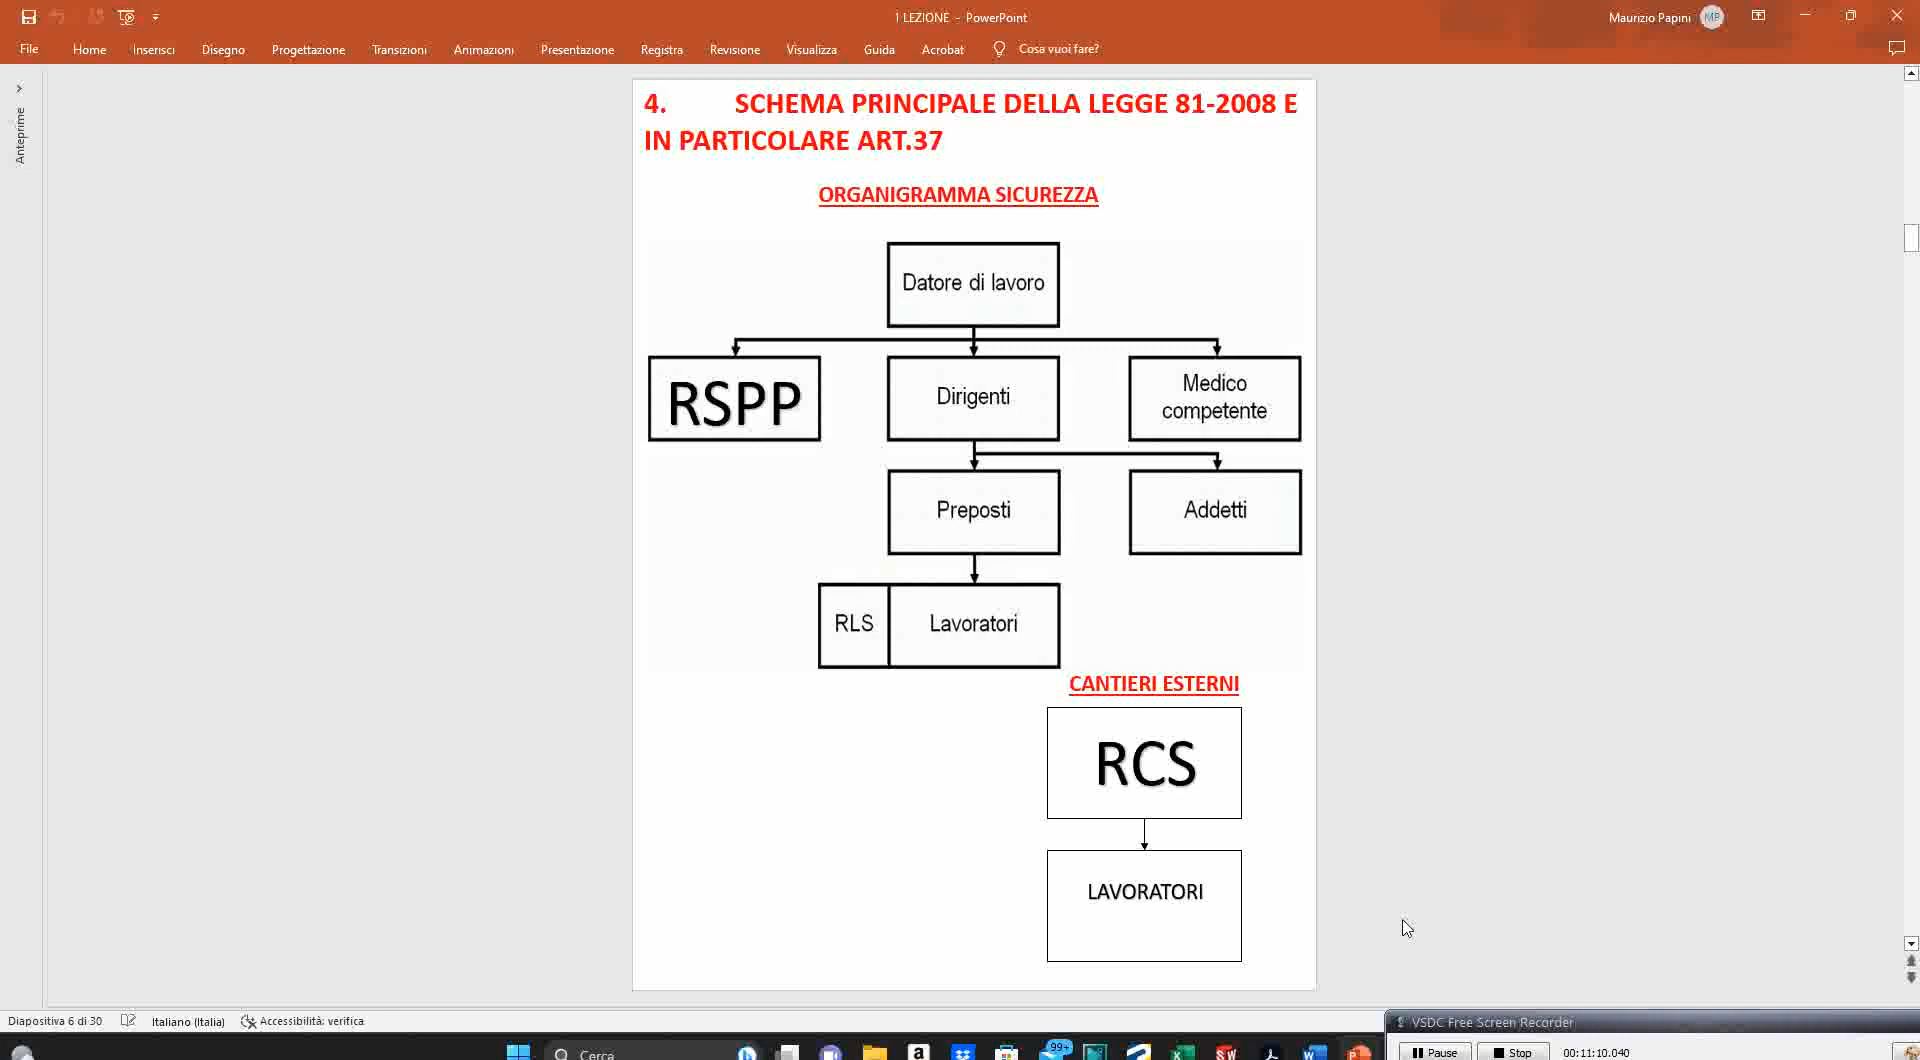 1 LEZIONE - PowerPoint
Maurizio Papini
MP
File
Home
Inserisci
Disegno
Progettazione
Transizioni
Animazioni
Presentazione
Registra
Revisione
Visualizza
Guida
Acrobat
Cosa vuoi fare?
Anteprime
4. SCHEMA PRINCIPALE DELLA LEGGE 81-2008 E
IN PARTICOLARE ART.37
ORGANIGRAMMA SICUREZZA
Datore di lavoro
RSPP
Dirigenti
Medico
competente
Preposti
Addetti
RLS
Lavoratori
CANTIERI ESTERNI
RCS
LAVORATORI
Diapositiva 6 di 30
Italiano (Italia)
Accessibilità: verifica
VSDC Free Screen Recorder
Cerca
99+
Pause
Stop
00:11:10.040